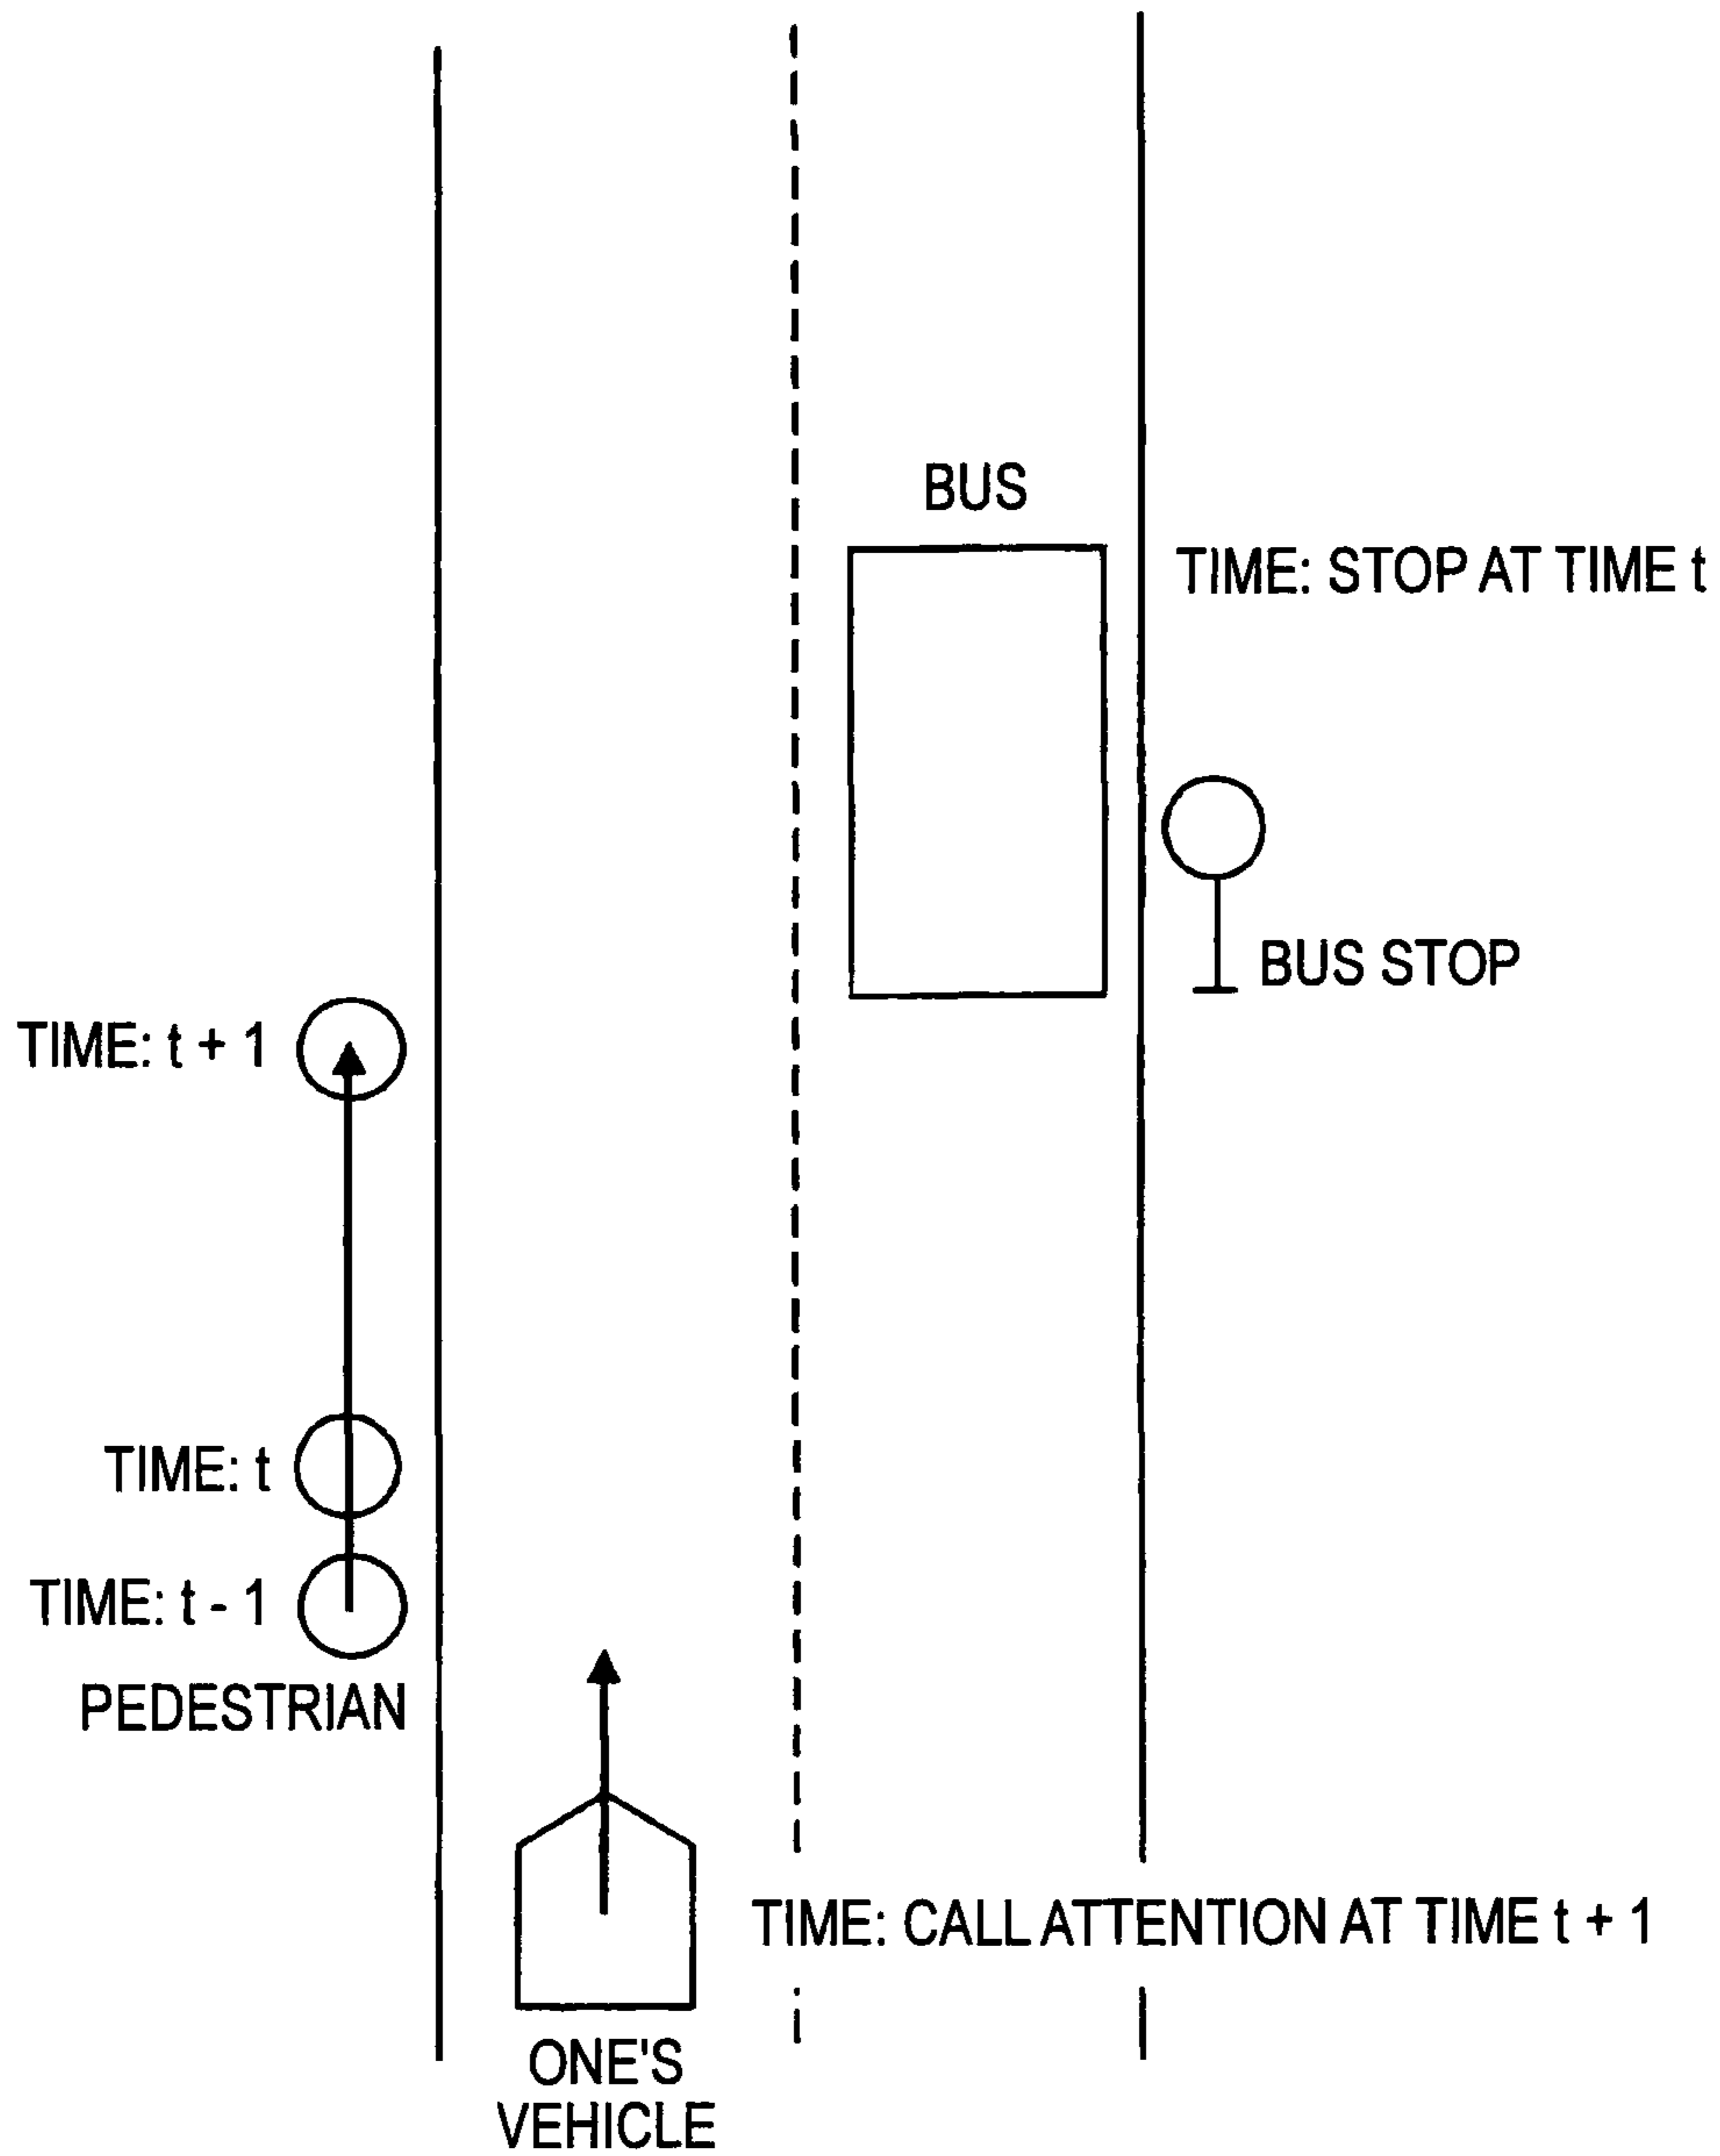 BUS
TIME: STOP AT TIME t
BUS STOP
TIME: t + 1
TIME: t
TIME: t - 1
PEDESTRIAN
TIME: CALL ATTENTION AT TIME t + 1
ONE'S
VEHICLE